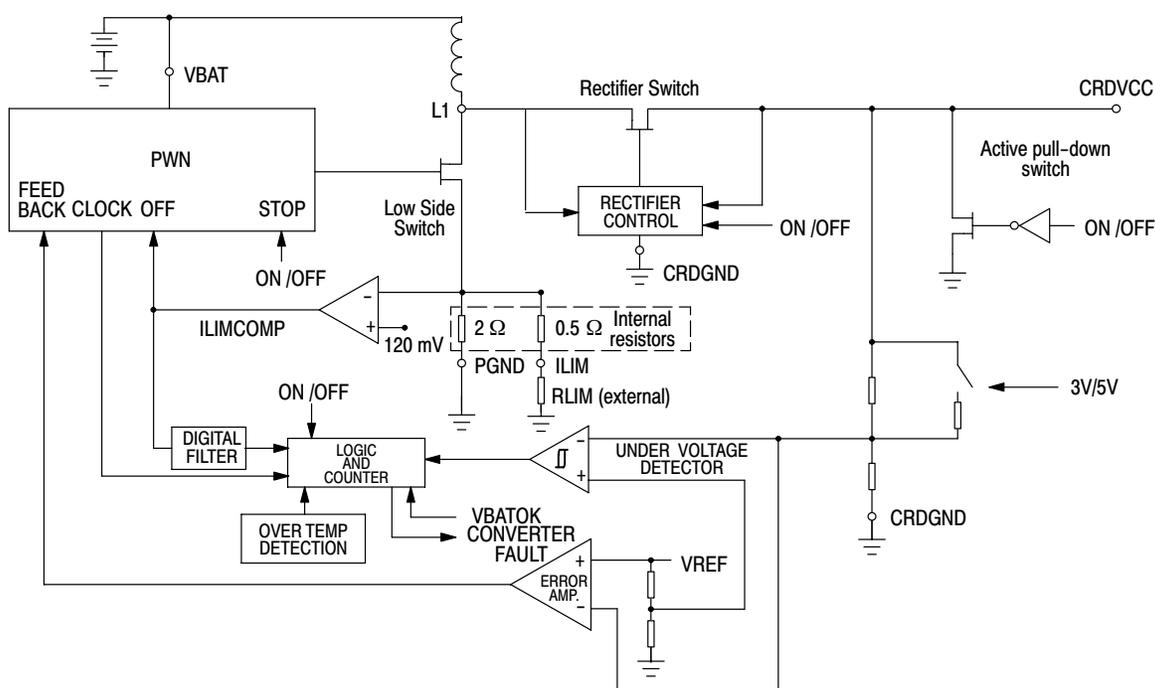 VBAT
L1
Rectifier Switch
CRDVCC
PWN
FEED
BACK CLOCK OFF
STOP
Low Side
Switch
RECTIFIER
CONTROL
ON /OFF
CRDGND
Active pull-down
switch
ON /OFF
ON /OFF
ILIMCOMP
-
+
120 mV
2 Ω
0.5 Ω
Internal
resistors
PGND
ILIM
RLIM (external)
3V/5V
ON /OFF
DIGITAL
FILTER
LOGIC
AND
COUNTER
-
+
UNDER VOLTAGE
DETECTOR
OVER TEMP
DETECTION
VBATOK
CONVERTER
FAULT
CRDGND
ERROR
AMP.
+
-
VREF